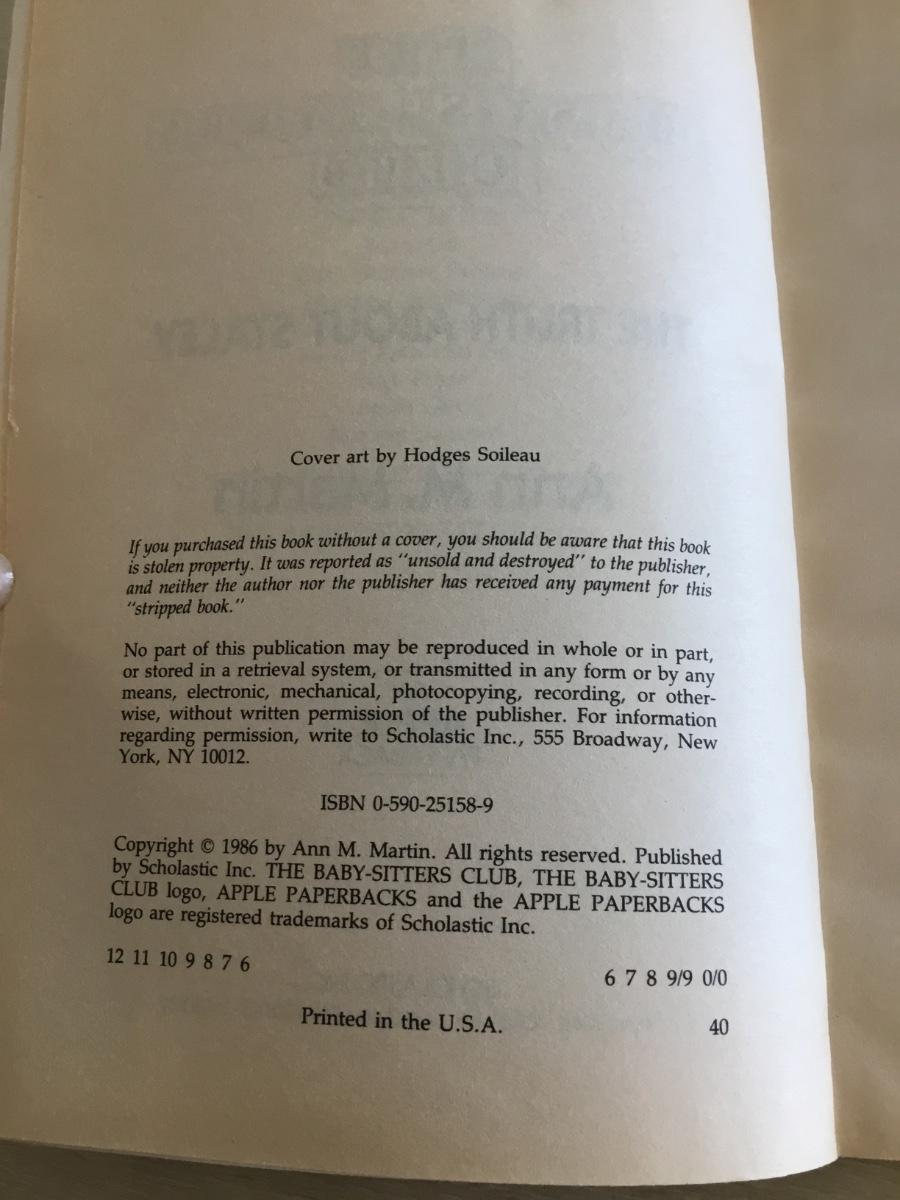 Cover art by Hodges Soileau
If you purchased this book without a cover, you should be aware that this book
is stolen property. It was reported as "unsold and destroyed" to the publisher,
and neither the author nor the publisher has received any payment for this
"stripped book."
No part of this publication may be reproduced in whole or in part,
or stored in a retrieval system, or transmitted in any form or by any
means, electronic, mechanical, photocopying, recording, or other-
wise, without written permission of the publisher. For information
regarding permission, write to Scholastic Inc., 555 Broadway, New
York, NY 10012.
ISBN 0-590-25158-9
Copyright © 1986 by Ann M. Martin. All rights reserved. Published
by Scholastic Inc. THE BABY-SITTERS CLUB, THE BABY-SITTERS
CLUB logo, APPLE PAPERBACKS and the APPLE PAPERBACKS
logo are registered trademarks of Scholastic Inc.
12 11 10 9 8 7 6
6 7 8 9/9 0/0
Printed in the U.S.A.
40